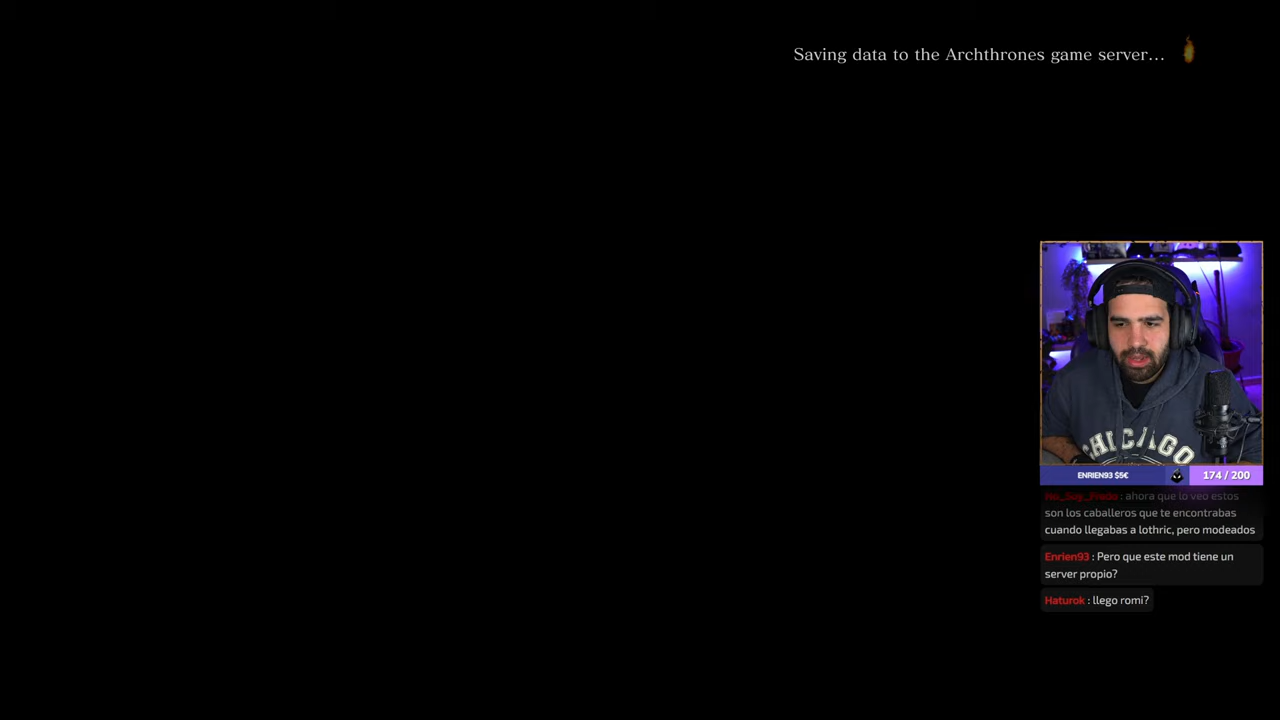 Saving data to the Archthrones game server...
CHICAGO
ENRIEN93 $5€
174 / 200
No_Soy_Fredo : ahora que lo veo estos
son los caballeros que te encontrabas
cuando llegabas a lothric, pero modeados
Enrien93 : Pero que este mod tiene un
server propio?
Haturok : llego romi?